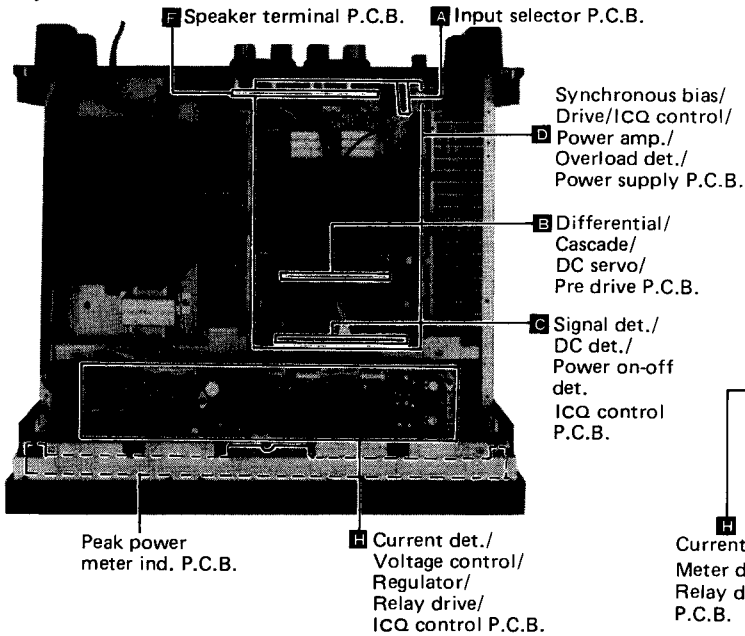 F Speaker terminal P.C.B.
A Input selector P.C.B.
Synchronous bias/
Drive/ICQ control/
D Power amp./
Overload det./
Power supply P.C.B.
B Differential/
Cascade/
DC servo/
Pre drive P.C.B.
C Signal det./
DC det./
Power on-off
det.
ICQ control
P.C.B.
Peak power
meter ind. P.C.B.
H Current det./
Voltage control/
Regulator/
Relay drive/
ICQ control P.C.B.
H
Current
Meter d
Relay d
P.C.B.